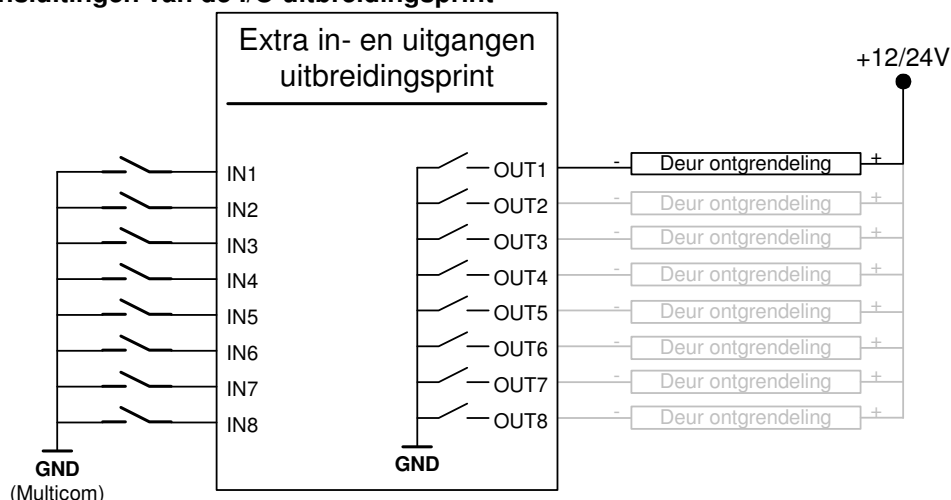 van de I/O uitbreidingsprint
Extra in- en uitgangen
uitbreidingsprint
+12/24V
IN1
IN2
IN3
IN4
IN5
IN6
IN7
IN8
GND
(Multicom)
OUT1
OUT2
OUT3
OUT4
OUT5
OUT6
OUT7
OUT8
GND
- Deur ontgrendeling +
- Deur ontgrendeling +
- Deur ontgrendeling +
- Deur ontgrendeling +
- Deur ontgrendeling +
- Deur ontgrendeling +
- Deur ontgrendeling +
- Deur ontgrendeling +